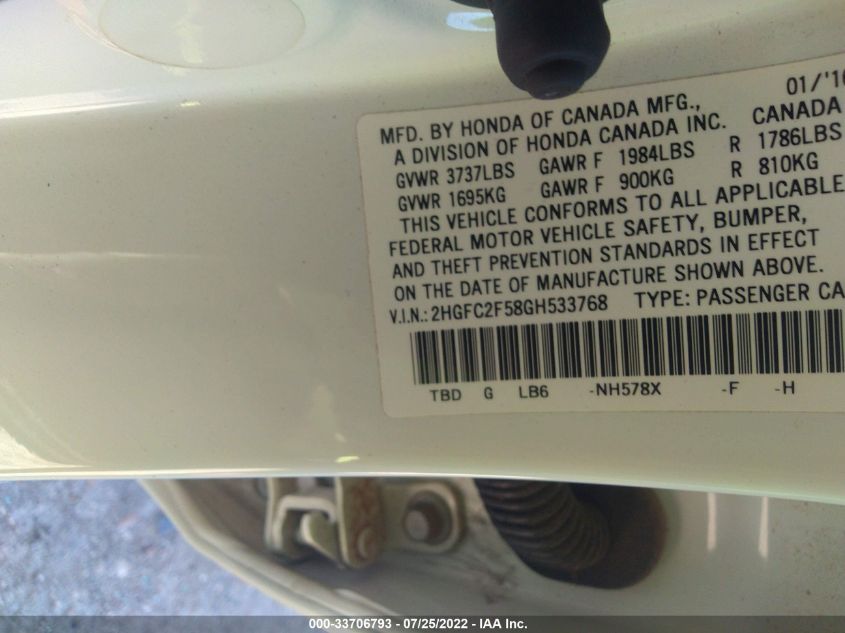 01/'16
MFD. BY HONDA OF CANADA MFG.,
A DIVISION OF HONDA CANADA INC. CANADA
GVWR 3737LBS GAWR F 1984LBS R 1786LBS
GVWR 1695KG GAWR F 900KG R 810KG
THIS VEHICLE CONFORMS TO ALL APPLICABLE
FEDERAL MOTOR VEHICLE SAFETY, BUMPER,
AND THEFT PREVENTION STANDARDS IN EFFECT
ON THE DATE OF MANUFACTURE SHOWN ABOVE.
V.I.N.: 2HGFC2F58GH533768 TYPE: PASSENGER CA
TBD G LB6 -NH578X -F -H
000-33706793 - 07/25/2022 - IAA Inc.